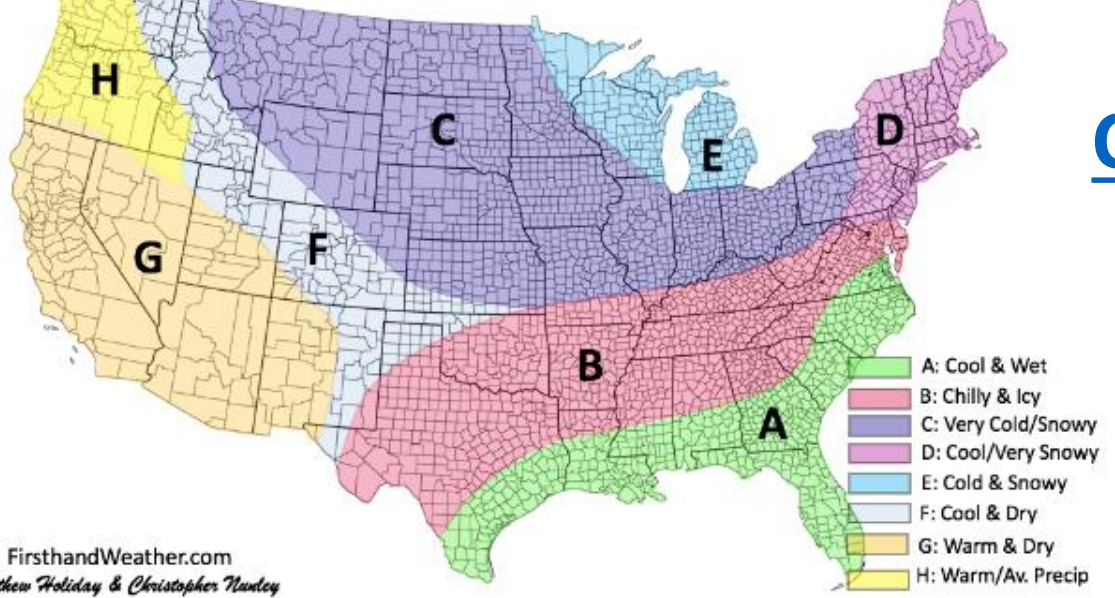 H
C
D
E
G
F
B
A
A: Cool & Wet
B: Chilly & Icy
C: Very Cold/Snowy
D: Cool/Very Snowy
E: Cold & Snowy
F: Cool & Dry
G: Warm & Dry
H: Warm/Av. Precip
FirsthandWeather.com
Holiday & Christopher Nunley